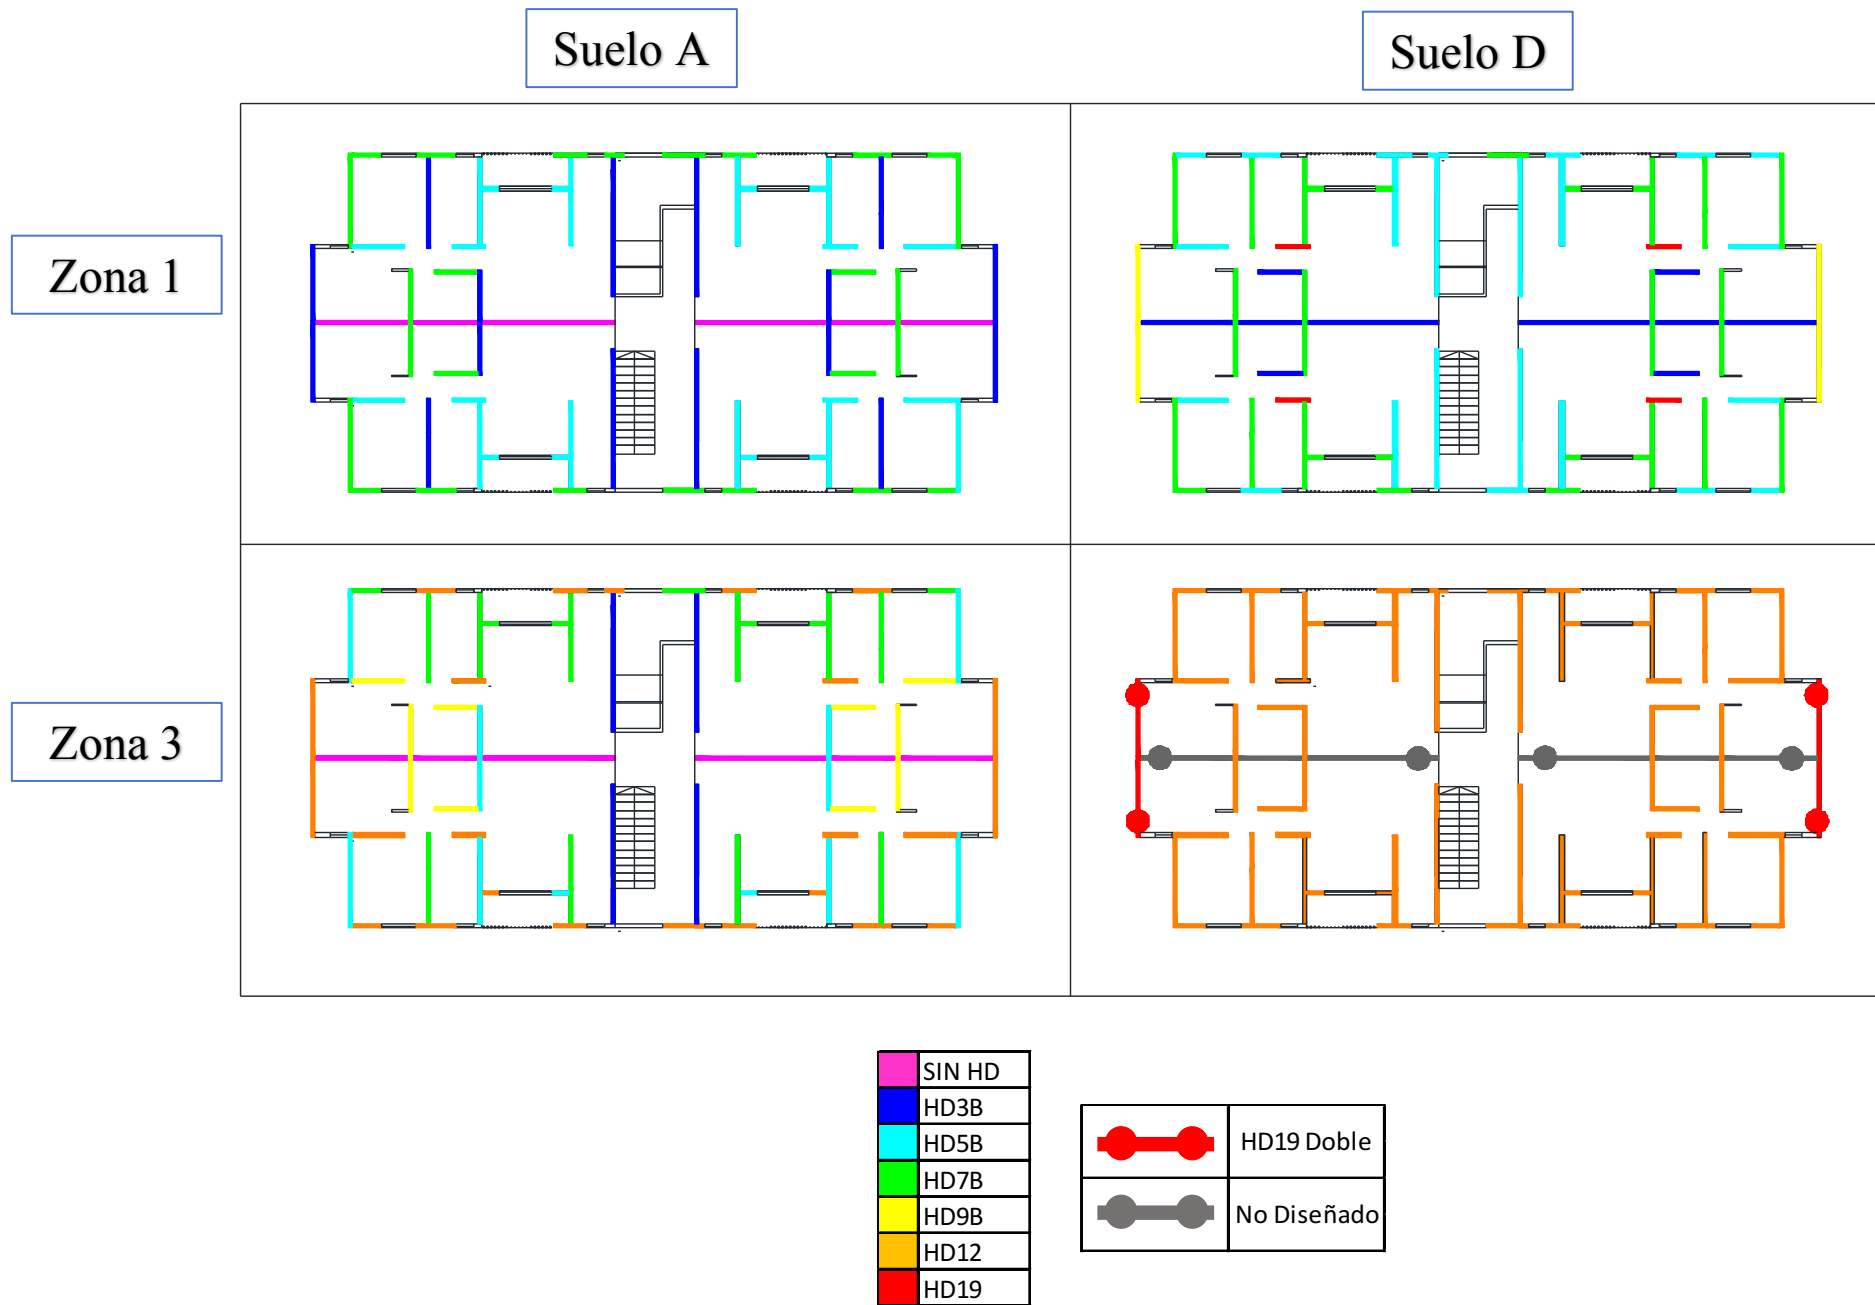 Suelo A
Suelo D
Zona 1
Zona 3
SIN HD
HD3B
HD5B
HD7B
HD9B
HD12
HD19
HD19 Doble
No Diseñado